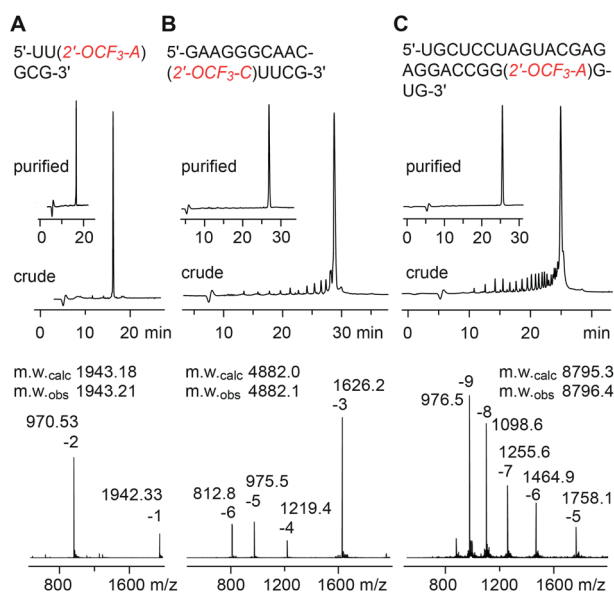 A
5'-UU(2'-OCF3-A)
GCG-3'
purified
0 20
crude
0 10 20 min
m.w.calc 1943.18
m.w.obs 1943.21
970.53
-2
1942.33
-1
800 1600 m/z
B
5'-GAAGGGCAAC-
(2'-OCF3-C)UUCG-3'
purified
10 20 30
crude
10 20 30 min
m.w.calc 4882.0
m.w.obs 4882.1
1626.2
-3
812.8
-6
975.5
-5
1219.4
-4
800 1200 1600
C
5'-UGCUCCUAGUACGAG
AGGACCGG(2'-OCF3-A)G-
UG-3'
purified
0 10 20 30
crude
0 20 min
m.w.calc 8795.3
m.w.obs 8796.4
-9
976.5
-8
1098.6
1255.6
-7
1464.9
-6
1758.1
-5
800 1200 1600 m/z